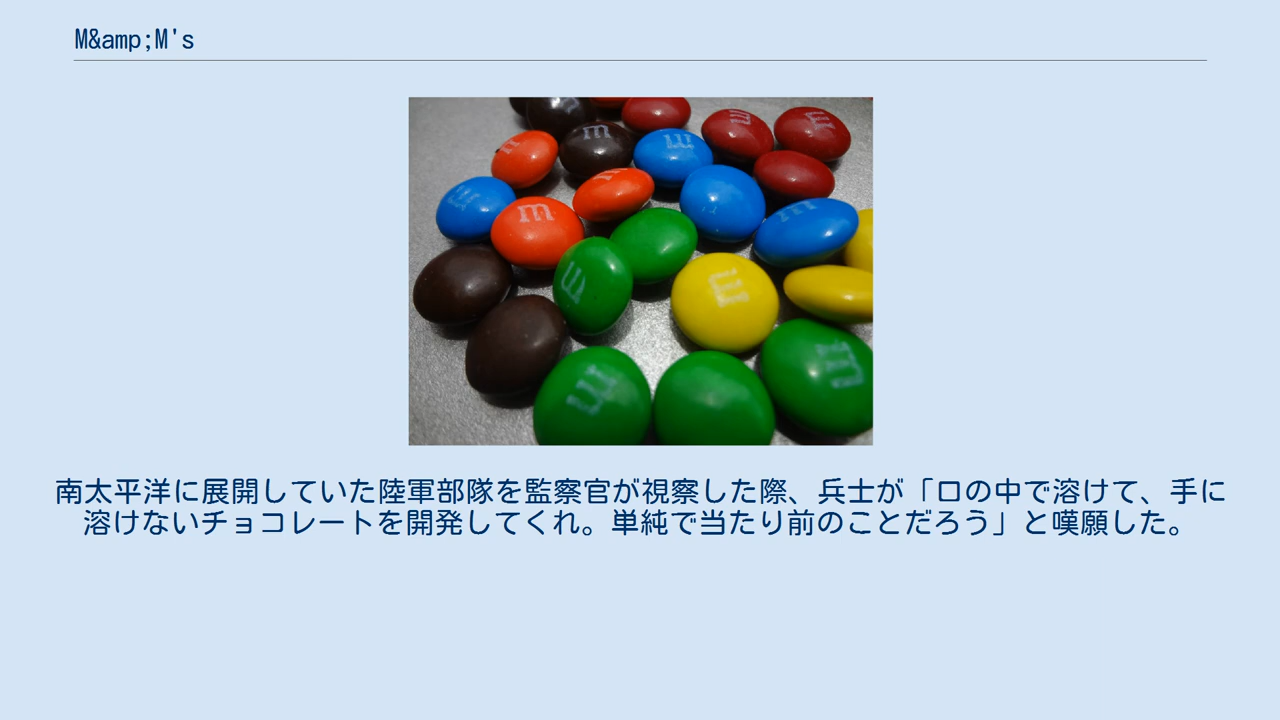 M&amp;M's
南太平洋に展開していた陸軍部隊を監察官が視察した際、兵士が「口の中で溶けて、手に
溶けないチョコレートを開発してくれ。単純で当たり前のことだろう」と嘆願した。